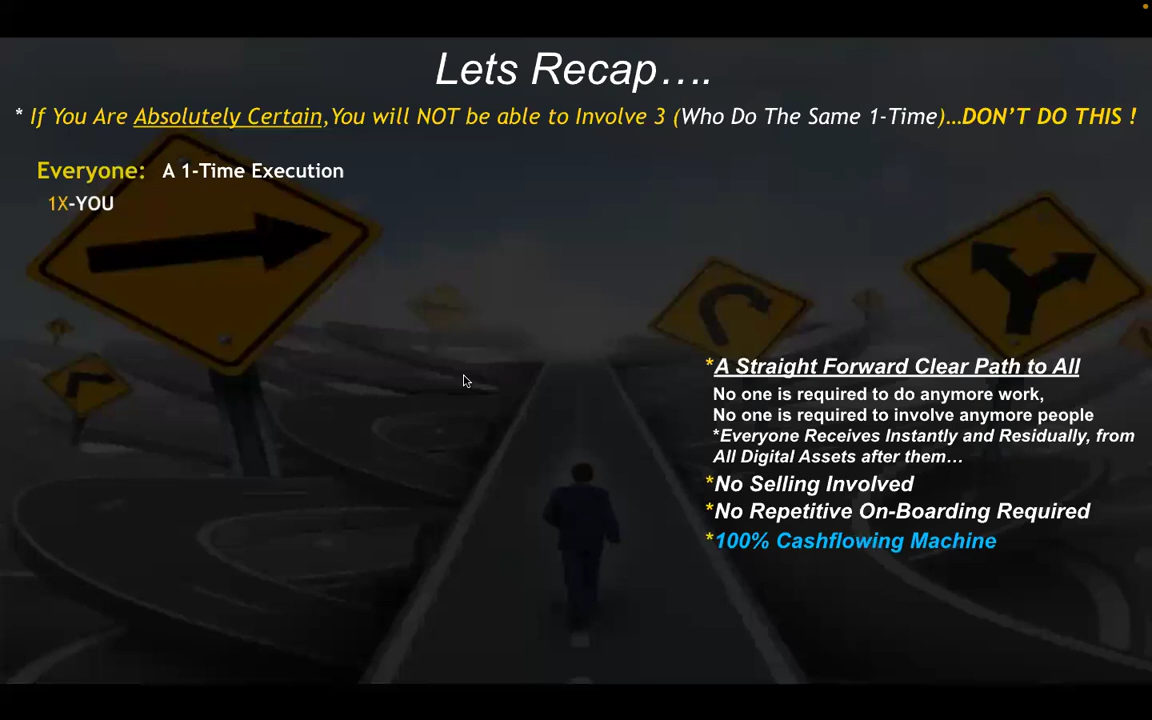 Lets Recap….
* If You Are Absolutely Certain,You will NOT be able to Involve 3 (Who Do The Same 1-Time)…DON’T DO THIS !
Everyone: A 1-Time Execution
1X-YOU
*A Straight Forward Clear Path to All
No one is required to do anymore work,
No one is required to involve anymore people
*Everyone Receives Instantly and Residually, from
All Digital Assets after them…
*No Selling Involved
*No Repetitive On-Boarding Required
*100% Cashflowing Machine